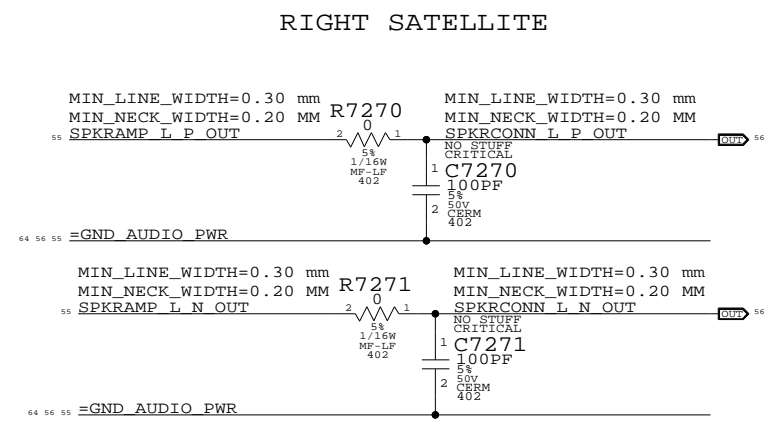 RIGHT SATELLITE
MIN_LINE_WIDTH=0.30 mm
MIN_NECK_WIDTH=0.20 MM
55 SPKRAMP_L_P_OUT
R7270
0
2 1
5%
1/16W
MF-LF
402
MIN_LINE_WIDTH=0.30 mm
MIN_NECK_WIDTH=0.20 MM
SPKRCONN_L_P_OUT OUT 56
NO STUFF
CRITICAL
1 C7270
100PF
5%
2 50V
CERM
402
64 56 55 =GND_AUDIO_PWR
MIN_LINE_WIDTH=0.30 mm
MIN_NECK_WIDTH=0.20 MM
55 SPKRAMP_L_N_OUT
R7271
0
2 1
5%
1/16W
MF-LF
402
MIN_LINE_WIDTH=0.30 mm
MIN_NECK_WIDTH=0.20 MM
SPKRCONN_L_N_OUT OUT 56
NO STUFF
CRITICAL
1 C7271
100PF
5%
2 50V
CERM
402
64 56 55 =GND_AUDIO_PWR